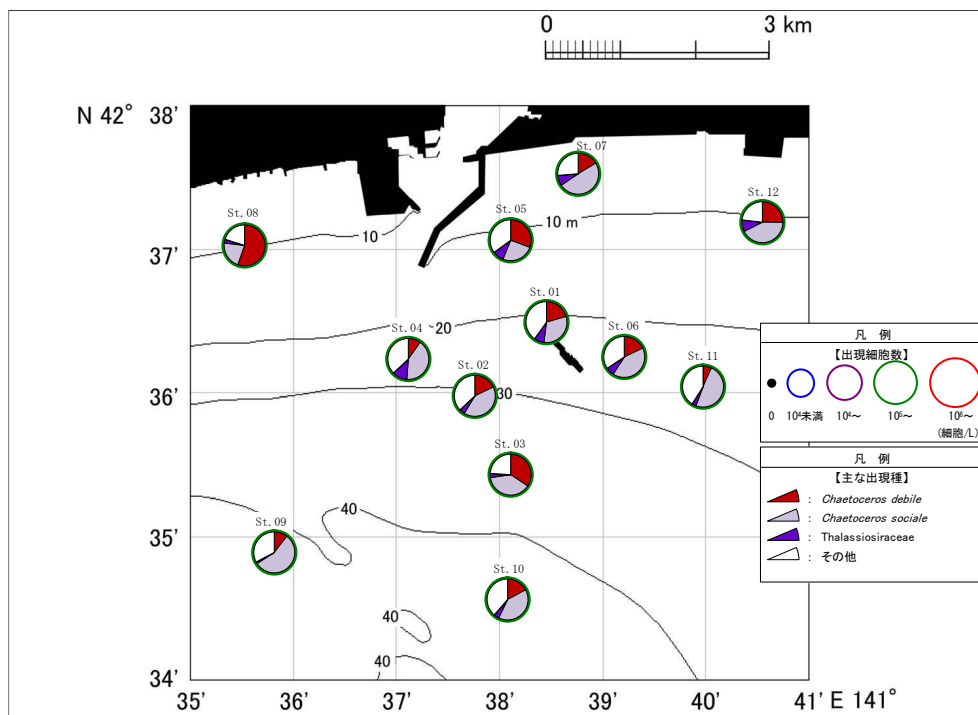 0 3 km
N 42° 38'
St.07
St.12
St.05
St.08
10
10 m
37'
St.01
20
St.04
St.06
St.02
St.11
36'
30
St.03
40
St.09
35'
St.10
40
40
34'
35' 36' 37' 38' 39' 40' 41' E 141°
凡 例
【出現細胞数】
0 10⁴未満 10⁴～ 10⁵～ 10⁶～
(細胞/L)
凡 例
【主な出現種】
: Chaetoceros debile
: Chaetoceros sociale
: Thalassiosiraceae
: その他